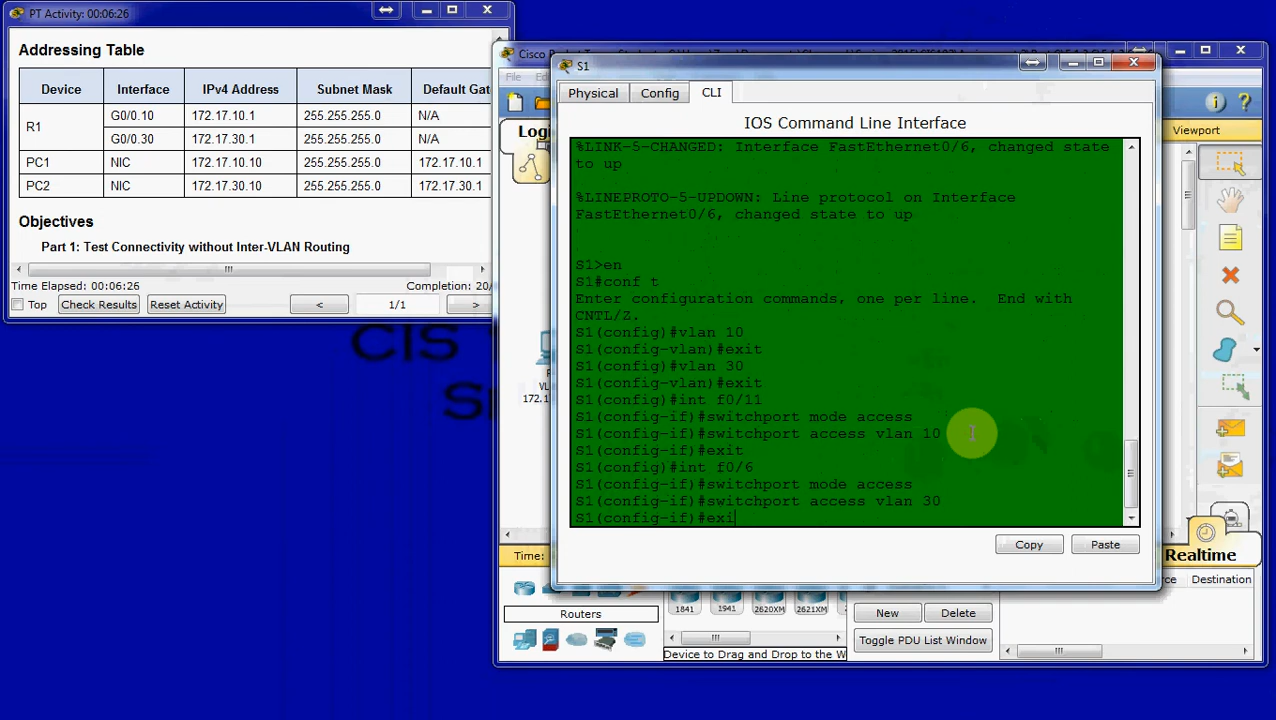 PT Activity: 00:06:26
Addressing Table
Device Interface IPv4 Address Subnet Mask Default Gat
R1 G0/0.10 172.17.10.1 255.255.255.0 N/A
G0/0.30 172.17.30.1 255.255.255.0 N/A
PC1 NIC 172.17.10.10 255.255.255.0 172.17.10.1
PC2 NIC 172.17.30.10 255.255.255.0 172.17.30.1
Objectives
Part 1: Test Connectivity without Inter-VLAN Routing
Time Elapsed: 00:06:26 Completion: 20/
Top Check Results Reset Activity < 1/1 >
CIS
S
File
Logi
172.1
S1
Physical Config CLI
IOS Command Line Interface
%LINK-5-CHANGED: Interface FastEthernet0/6, changed state
to up
%LINEPROTO-5-UPDOWN: Line protocol on Interface
FastEthernet0/6, changed state to up
S1>en
S1#conf t
Enter configuration commands, one per line.  End with
CNTL/Z.
S1(config)#vlan 10
S1(config-vlan)#exit
S1(config)#vlan 30
S1(config-vlan)#exit
S1(config)#int f0/11
S1(config-if)#switchport mode access
S1(config-if)#switchport access vlan 10
S1(config-if)#exit
S1(config)#int f0/6
S1(config-if)#switchport mode access
S1(config-if)#switchport access vlan 30
S1(config-if)#exi
Copy Paste
Viewport
Time:
Realtime
Routers
1841 1941 2620XM 2621XM
Device to Drag and Drop to the W
New Delete
Toggle PDU List Window
ce Destination